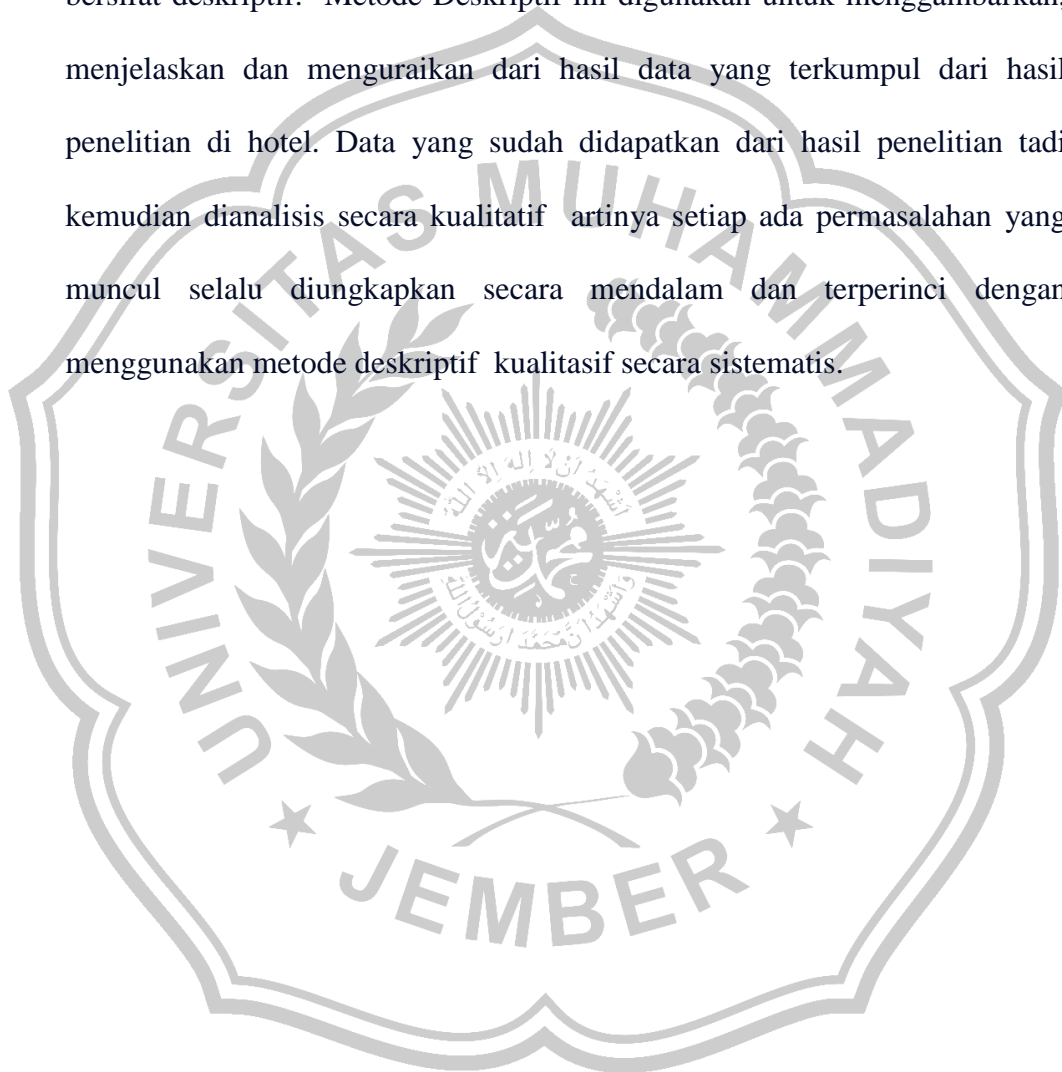 bersifat deskriptif. Metode Deskriptif ini digunakan untuk menggambarkan,
menjelaskan dan menguraikan dari hasil data yang terkumpul dari hasil
penelitian di hotel. Data yang sudah didapatkan dari hasil penelitian tadi
kemudian dianalisis secara kualitatif artinya setiap ada permasalahan yang
muncul selalu diungkapkan secara mendalam dan terperinci dengan
menggunakan metode deskriptif kualitasif secara sistematis.
UNIVERSITAS MUHAMMADIYAH
JEMBER